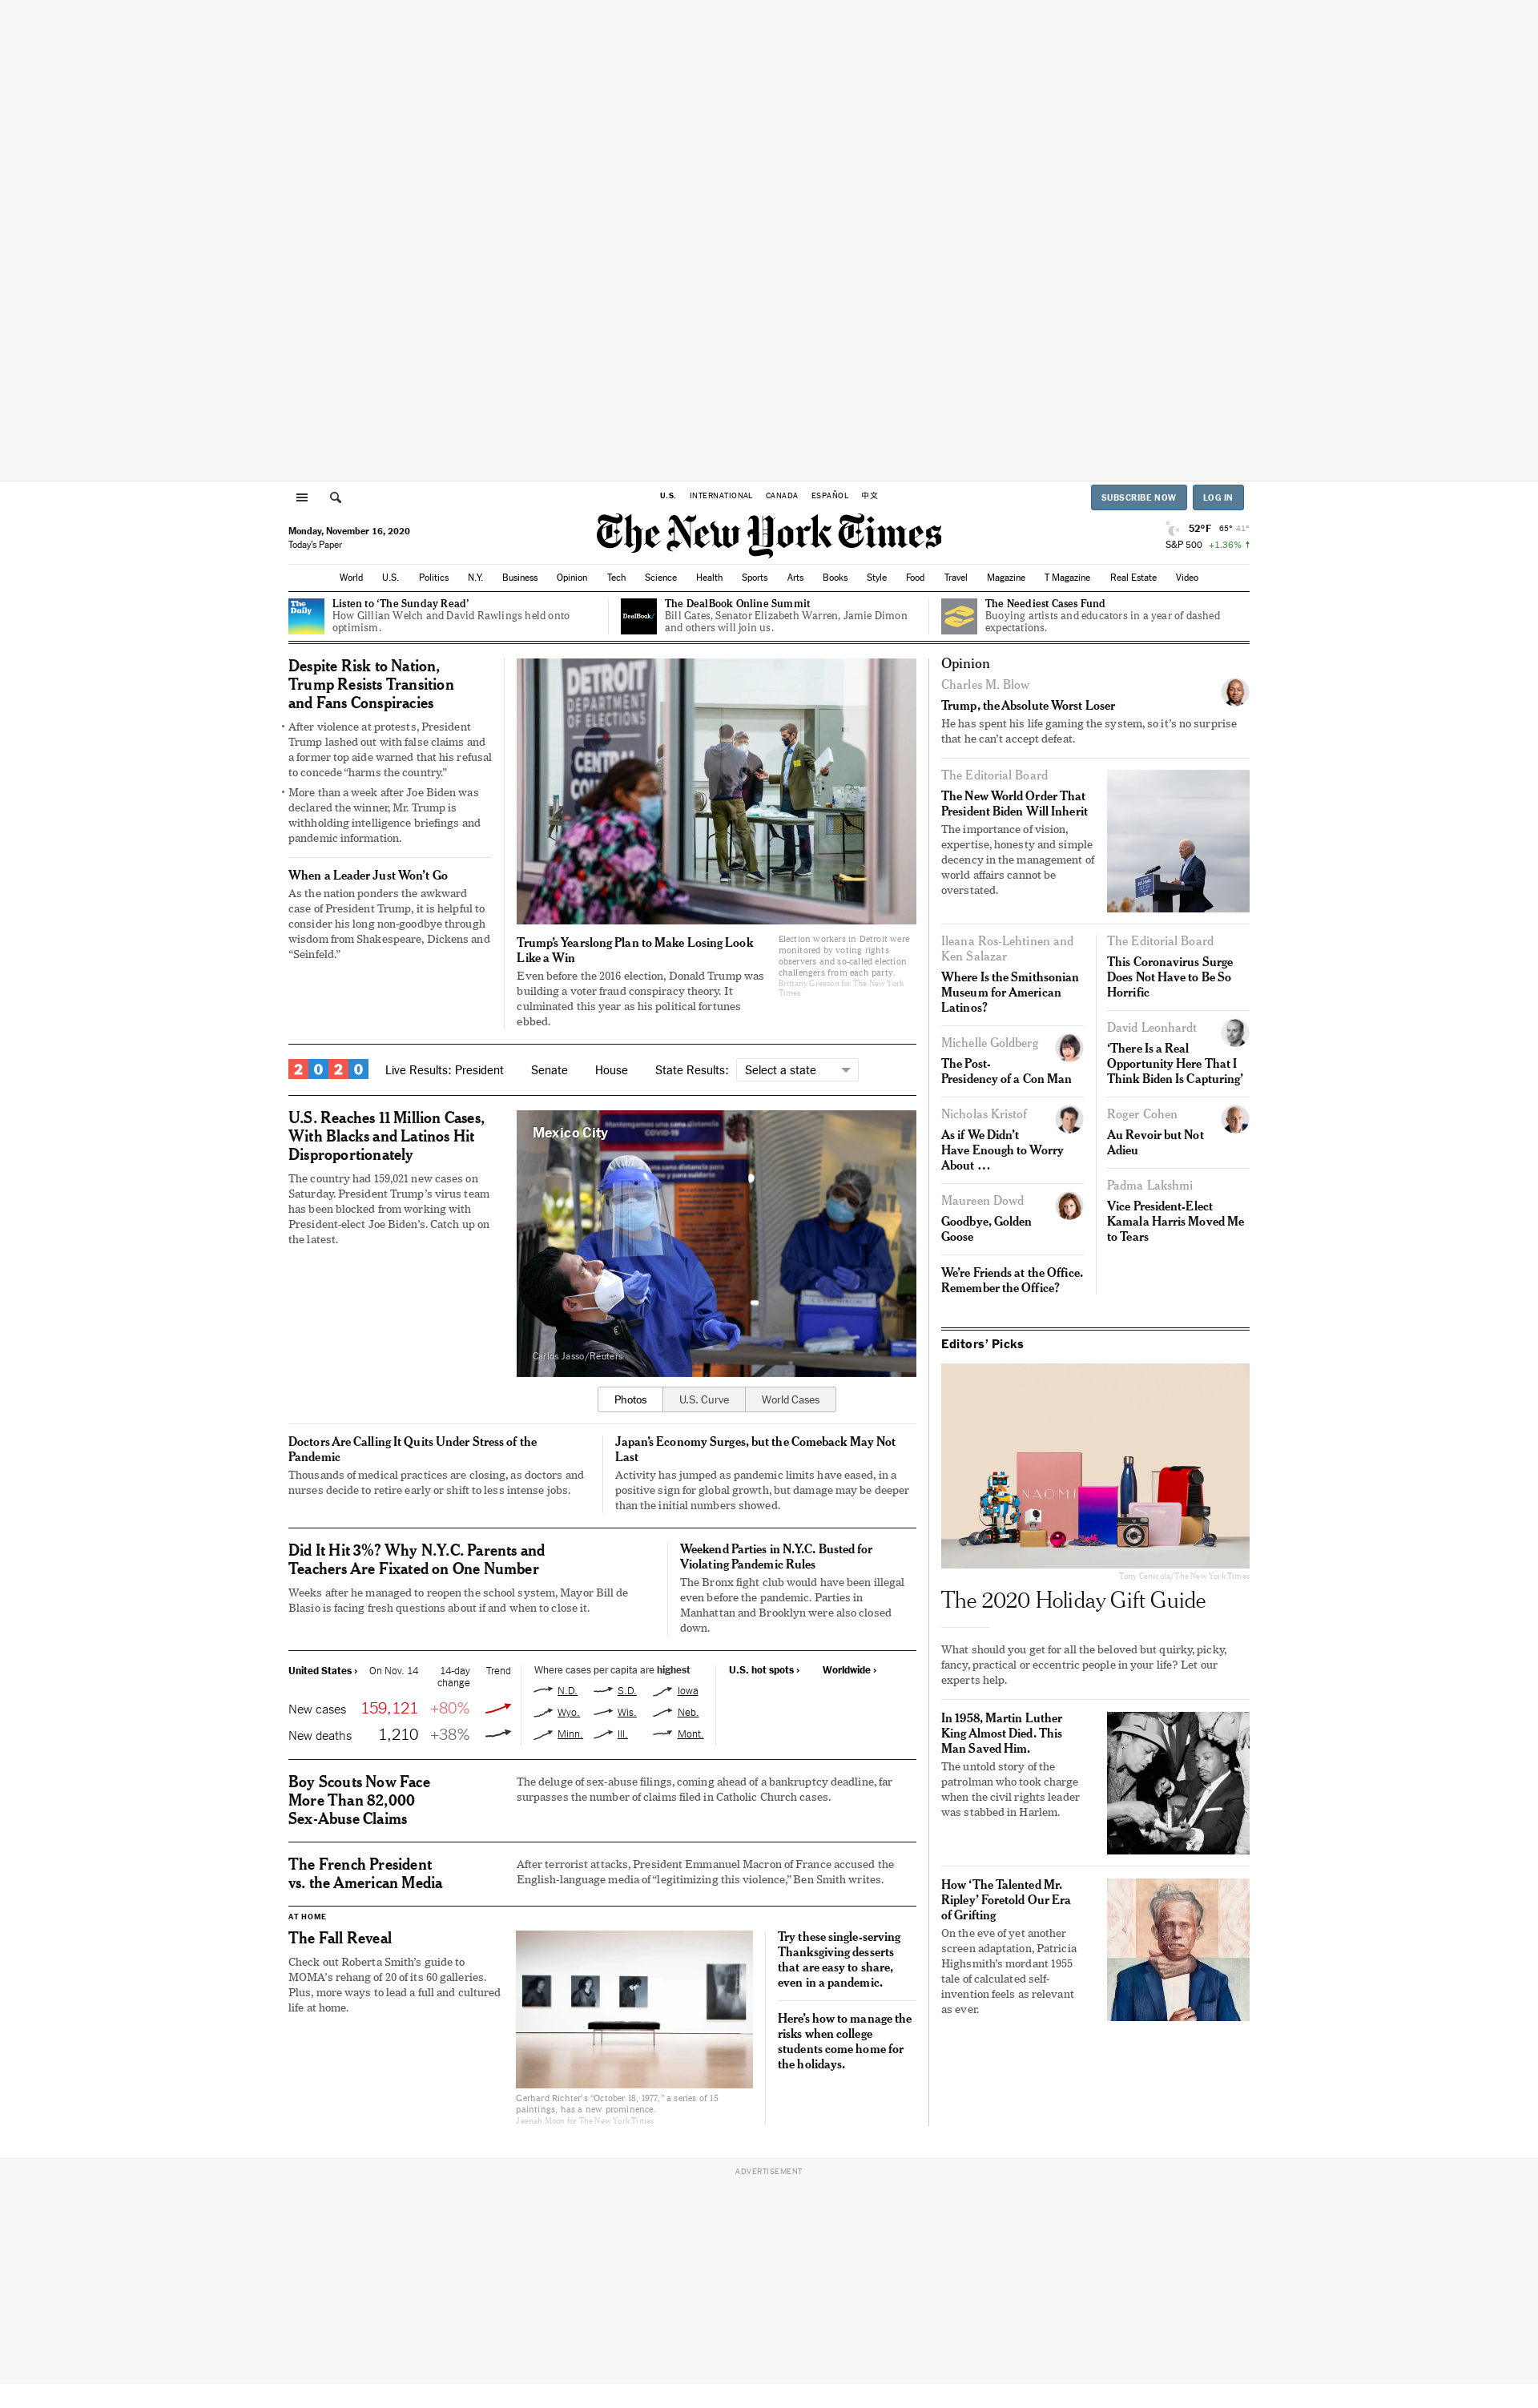 U.S. INTERNATIONAL CANADA ESPAÑOL 中文
SUBSCRIBE NOW LOG IN
Monday, November 16, 2020
Today's Paper
The New York Times
52°F 65° 41°
S&P 500 +1.36% ↑
World U.S. Politics N.Y. Business Opinion Tech Science Health Sports Arts Books Style Food Travel Magazine T Magazine Real Estate Video
The
Daily
Listen to ‘The Sunday Read’
How Gillian Welch and David Rawlings held onto
optimism.
DealBook/
The DealBook Online Summit
Bill Gates, Senator Elizabeth Warren, Jamie Dimon
and others will join us.
The Neediest Cases Fund
Buoying artists and educators in a year of dashed
expectations.
Despite Risk to Nation,
Trump Resists Transition
and Fans Conspiracies
• After violence at protests, President
Trump lashed out with false claims and
a former top aide warned that his refusal
to concede “harms the country.”
• More than a week after Joe Biden was
declared the winner, Mr. Trump is
withholding intelligence briefings and
pandemic information.
When a Leader Just Won’t Go
As the nation ponders the awkward
case of President Trump, it is helpful to
consider his long non-goodbye through
wisdom from Shakespeare, Dickens and
“Seinfeld.”
DETROIT
DEPARTMENT
OF ELECTIONS
CENTRAL
Trump’s Yearslong Plan to Make Losing Look
Like a Win
Even before the 2016 election, Donald Trump was
building a voter fraud conspiracy theory. It
culminated this year as his political fortunes
ebbed.
Election workers in Detroit were
monitored by voting rights
observers and so-called election
challengers from each party.
Brittany Greeson for The New York
Times
2020 Live Results: President Senate House State Results: Select a state
U.S. Reaches 11 Million Cases,
With Blacks and Latinos Hit
Disproportionately
The country had 159,021 new cases on
Saturday. President Trump’s virus team
has been blocked from working with
President-elect Joe Biden’s. Catch up on
the latest.
Mexico City
Mantengamos una sana distancia
COVID-19
Carlos Jasso/Reuters
Photos U.S. Curve World Cases
Doctors Are Calling It Quits Under Stress of the
Pandemic
Thousands of medical practices are closing, as doctors and
nurses decide to retire early or shift to less intense jobs.
Japan’s Economy Surges, but the Comeback May Not
Last
Activity has jumped as pandemic limits have eased, in a
positive sign for global growth, but damage may be deeper
than the initial numbers showed.
Did It Hit 3%? Why N.Y.C. Parents and
Teachers Are Fixated on One Number
Weeks after he managed to reopen the school system, Mayor Bill de
Blasio is facing fresh questions about if and when to close it.
Weekend Parties in N.Y.C. Busted for
Violating Pandemic Rules
The Bronx fight club would have been illegal
even before the pandemic. Parties in
Manhattan and Brooklyn were also closed
down.
United States › On Nov. 14 14-day Trend
change
New cases 159,121 +80%
New deaths 1,210 +38%
Where cases per capita are highest
N.D. S.D. Iowa
Wyo. Wis. Neb.
Minn. Ill. Mont.
U.S. hot spots › Worldwide ›
Boy Scouts Now Face
More Than 82,000
Sex-Abuse Claims
The deluge of sex-abuse filings, coming ahead of a bankruptcy deadline, far
surpasses the number of claims filed in Catholic Church cases.
The French President
vs. the American Media
After terrorist attacks, President Emmanuel Macron of France accused the
English-language media of “legitimizing this violence,” Ben Smith writes.
AT HOME
The Fall Reveal
Check out Roberta Smith’s guide to
MOMA’s rehang of 20 of its 60 galleries.
Plus, more ways to lead a full and cultured
life at home.
Gerhard Richter’s “October 18, 1977,” a series of 15
paintings, has a new prominence.
Jeenah Moon for The New York Times
Try these single-serving
Thanksgiving desserts
that are easy to share,
even in a pandemic.
Here’s how to manage the
risks when college
students come home for
the holidays.
Opinion
Charles M. Blow
Trump, the Absolute Worst Loser
He has spent his life gaming the system, so it’s no surprise
that he can’t accept defeat.
The Editorial Board
The New World Order That
President Biden Will Inherit
The importance of vision,
expertise, honesty and simple
decency in the management of
world affairs cannot be
overstated.
Ileana Ros-Lehtinen and
Ken Salazar
Where Is the Smithsonian
Museum for American
Latinos?
Michelle Goldberg
The Post-
Presidency of a Con Man
Nicholas Kristof
As if We Didn’t
Have Enough to Worry
About …
Maureen Dowd
Goodbye, Golden
Goose
We’re Friends at the Office.
Remember the Office?
The Editorial Board
This Coronavirus Surge
Does Not Have to Be So
Horrific
David Leonhardt
‘There Is a Real
Opportunity Here That I
Think Biden Is Capturing’
Roger Cohen
Au Revoir but Not
Adieu
Padma Lakshmi
Vice President-Elect
Kamala Harris Moved Me
to Tears
Editors’ Picks
NAOMI
Tony Cenicola/The New York Times
The 2020 Holiday Gift Guide
What should you get for all the beloved but quirky, picky,
fancy, practical or eccentric people in your life? Let our
experts help.
In 1958, Martin Luther
King Almost Died. This
Man Saved Him.
The untold story of the
patrolman who took charge
when the civil rights leader
was stabbed in Harlem.
How ‘The Talented Mr.
Ripley’ Foretold Our Era
of Grifting
On the eve of yet another
screen adaptation, Patricia
Highsmith’s mordant 1955
tale of calculated self-
invention feels as relevant
as ever.
ADVERTISEMENT